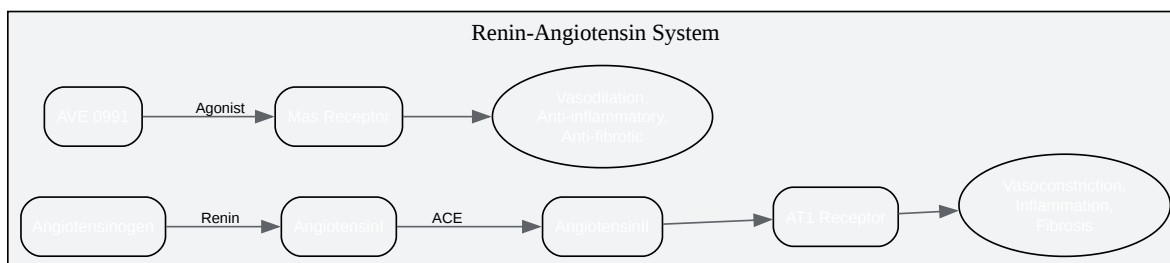 Renin-Angiotensin System
AVE 0991
Agonist
Mas Receptor
Vasodilation,
Anti-inflammatory,
Anti-fibrotic
Angiotensinogen
Renin
AngiotensinI
ACE
AngiotensinII
AT1 Receptor
Vasoconstriction,
Inflammation,
Fibrosis